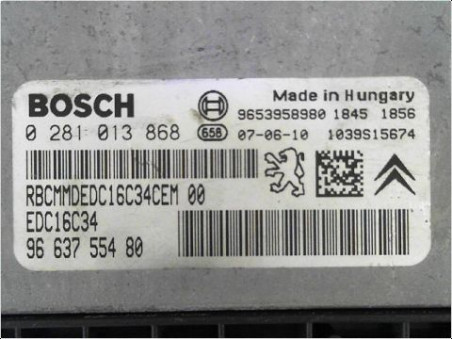 BOSCH
Made in Hungary
9653958980 1845 1856
0 281 013 868 658 07-06-10 1039S15674
RBCMMDEDC16C34CEM 00
EDC16C34
96 637 554 80